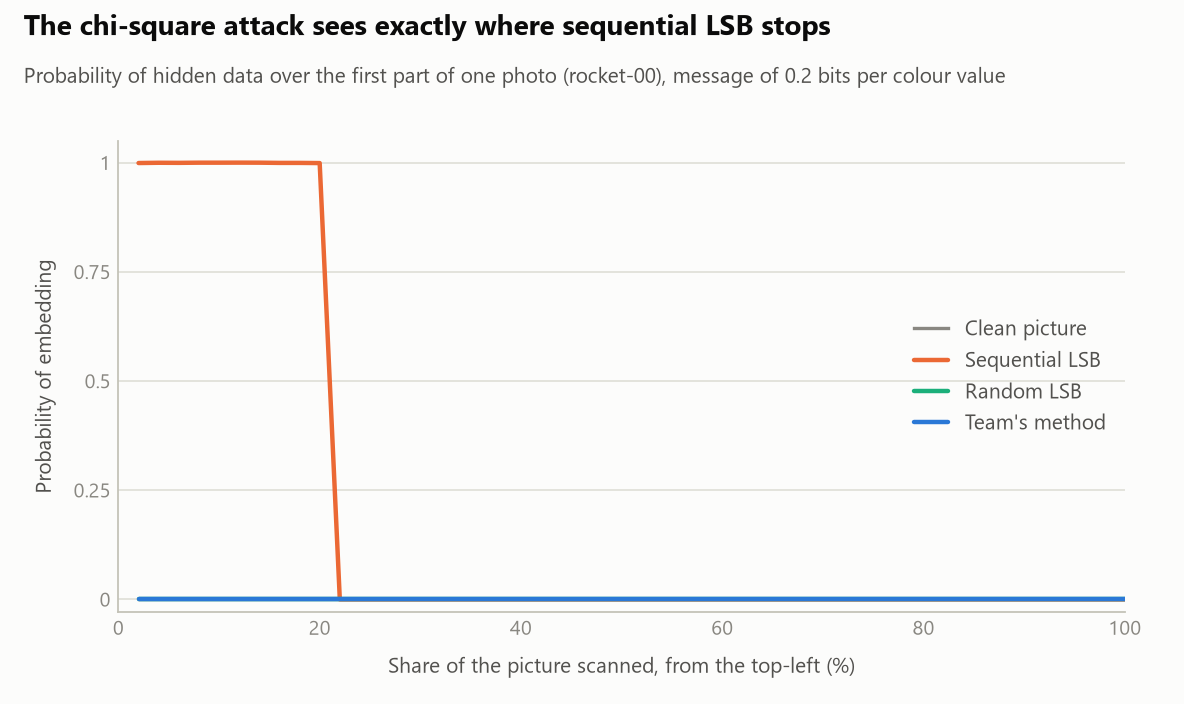 The chi-square attack sees exactly where sequential LSB stops
Probability of hidden data over the first part of one photo (rocket-00), message of 0.2 bits per colour value
Probability of embedding
1
0.75
0.5
0.25
0
Clean picture
Sequential LSB
Random LSB
Team's method
0 20 40 60 80 100
Share of the picture scanned, from the top-left (%)